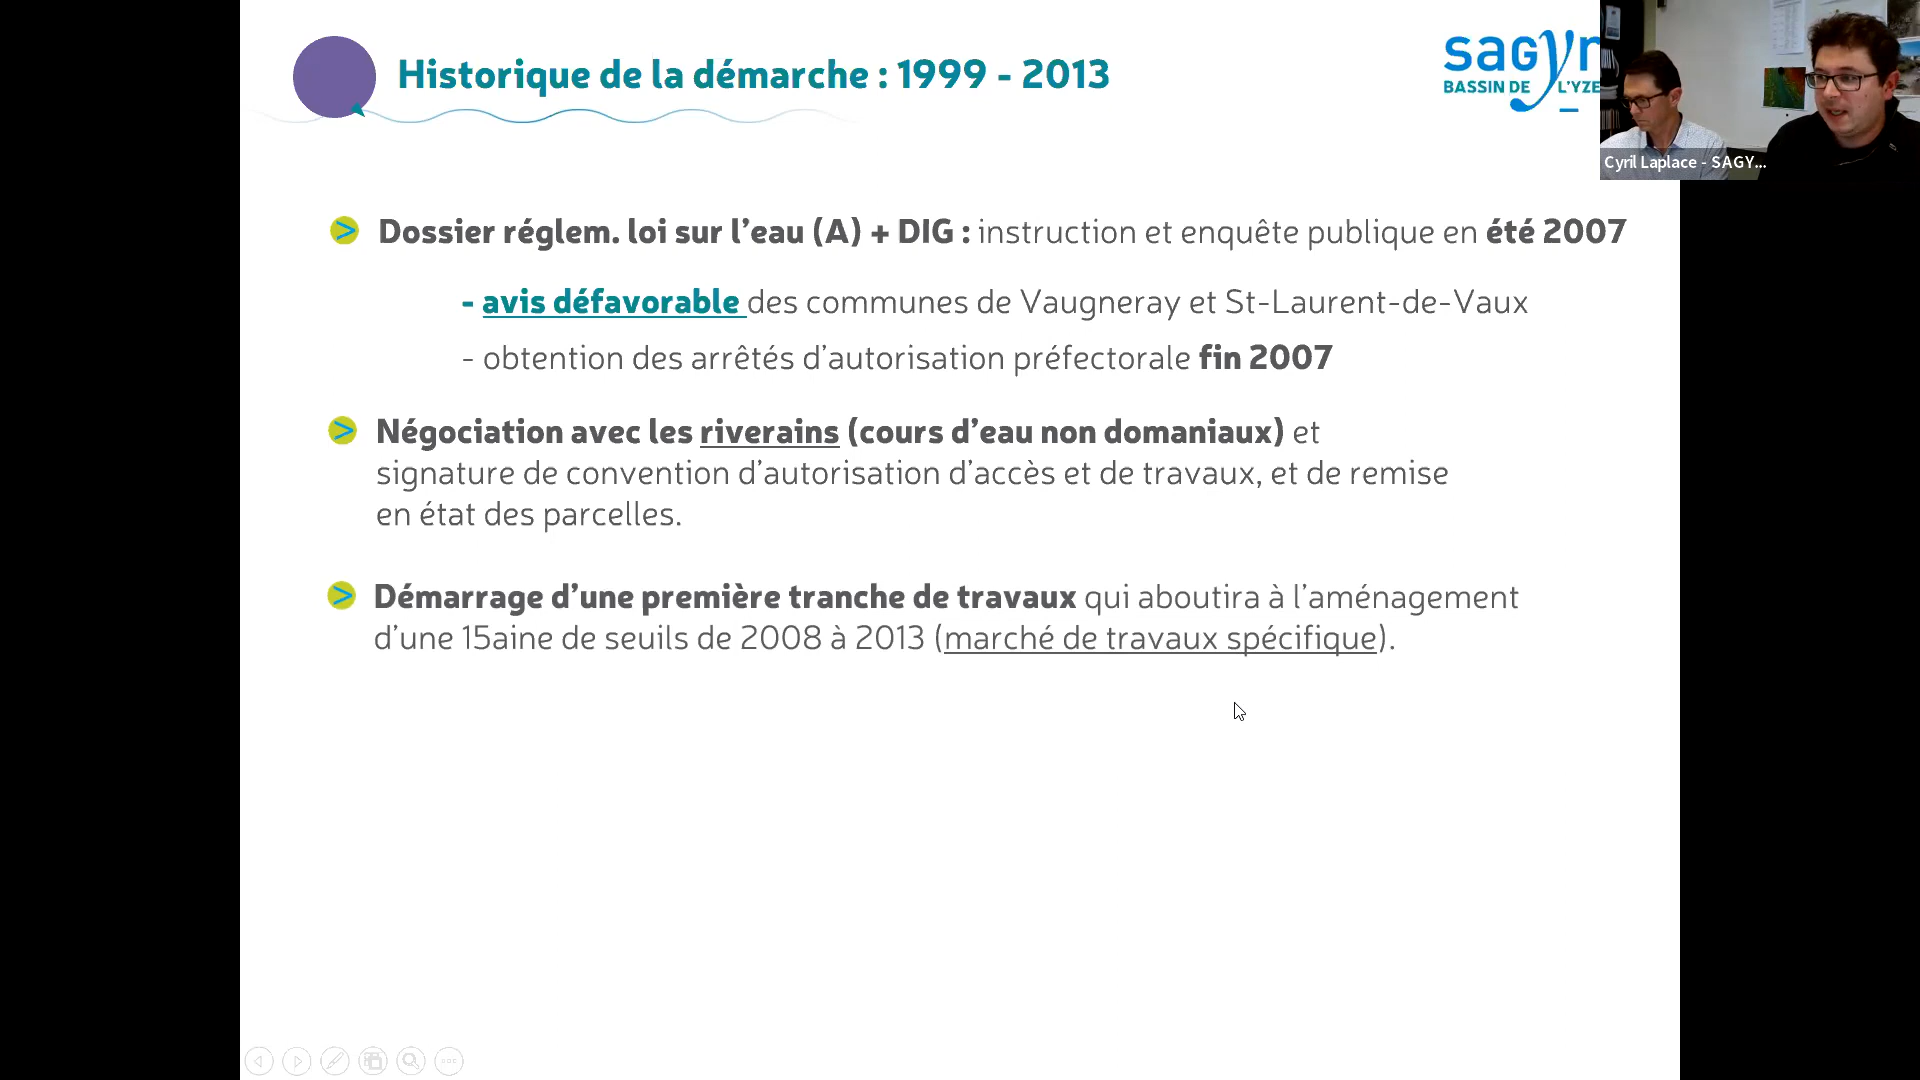 Historique de la démarche : 1999 - 2013
sagyr
BASSIN DE L'YZE
Cyril Laplace - SAGY...
> Dossier réglem. loi sur l’eau (A) + DIG : instruction et enquête publique en été 2007
- avis défavorable des communes de Vaugneray et St-Laurent-de-Vaux
- obtention des arrêtés d’autorisation préfectorale fin 2007
> Négociation avec les riverains (cours d’eau non domaniaux) et
signature de convention d’autorisation d’accès et de travaux, et de remise
en état des parcelles.
> Démarrage d’une première tranche de travaux qui aboutira à l’aménagement
d’une 15aine de seuils de 2008 à 2013 (marché de travaux spécifique).